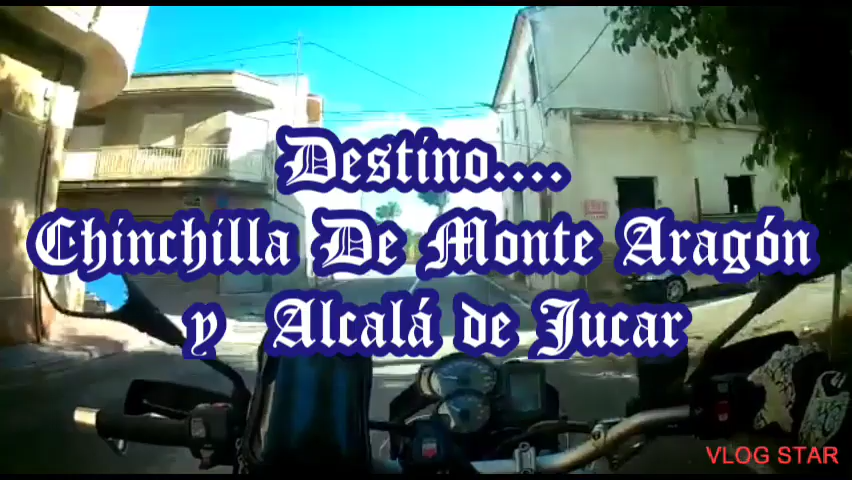 Destino....
Chinchilla De Monte Aragón
y Alcalá de Jucar
VLOG STAR